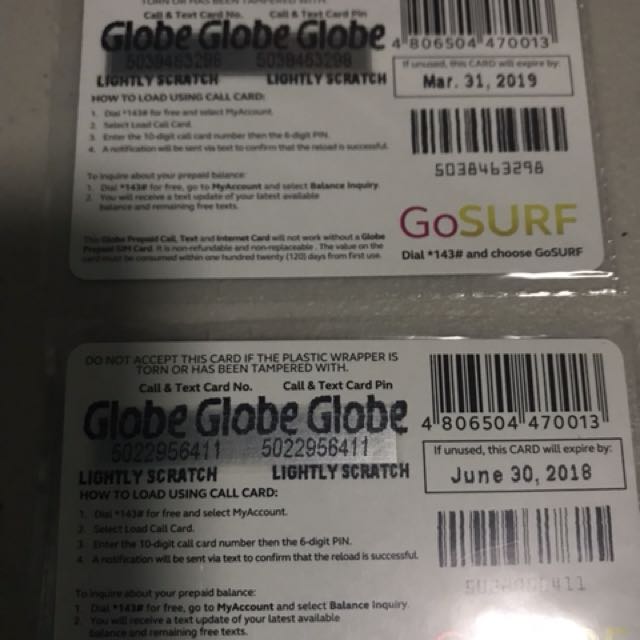 TORN OR HAS BEEN TAMPERED WITH.
Call & Text Card No. Call & Text Card Pin
Globe Globe Globe
5038463298 5038463298
LIGHTLY SCRATCH LIGHTLY SCRATCH
HOW TO LOAD USING CALL CARD:
1. Dial *143# for free and select MyAccount.
2. Select Load Call Card.
3. Enter the 10-digit call card number then the 6-digit PIN.
4. A notification will be sent via text to confirm that the reload is successful.
To inquire about your prepaid balance:
1. Dial *143# for free, go to MyAccount and select Balance Inquiry.
2. You will receive a text update of your latest available
balance and remaining free texts.
This Globe Prepaid Call, Text and Internet Card will not work without a Globe
Prepaid SIM Card. It is non-refundable and non-replaceable. The value on the
card must be consumed within one hundred twenty (120) days from first use.
4 806504 470013
If unused, this CARD will expire by:
Mar. 31, 2019
5038463298
GoSURF
Dial *143# and choose GoSURF
DO NOT ACCEPT THIS CARD IF THE PLASTIC WRAPPER IS
TORN OR HAS BEEN TAMPERED WITH.
Call & Text Card No. Call & Text Card Pin
Globe Globe Globe
5022956411 5022956411
LIGHTLY SCRATCH LIGHTLY SCRATCH
HOW TO LOAD USING CALL CARD:
1. Dial *143# for free and select MyAccount.
2. Select Load Call Card.
3. Enter the 10-digit call card number then the 6-digit PIN.
4. A notification will be sent via text to confirm that the reload is successful.
To inquire about your prepaid balance:
1. Dial *143# for free, go to MyAccount and select Balance Inquiry.
2. You will receive a text update of your latest available
balance and remaining free texts.
4 806504 470013
If unused, this CARD will expire by:
June 30, 2018